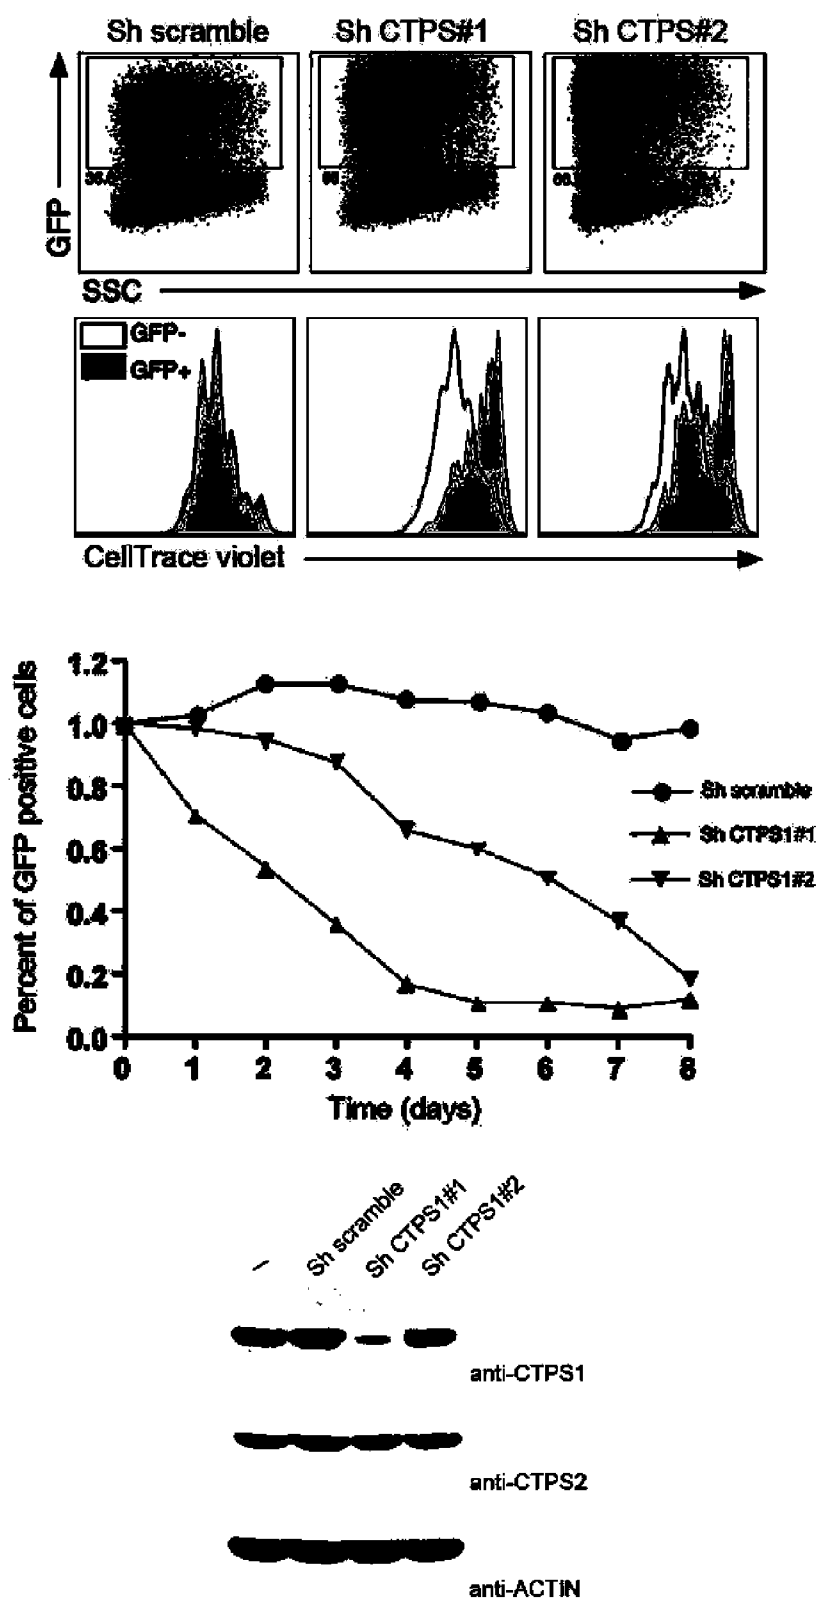 Sh scramble Sh CTPS#1 Sh CTPS#2
GFP
SSC
GFP-
GFP+
CellTrace violet
Percent of GFP positive cells
1.2
1.0
0.8
0.6
0.4
0.2
0.0
0 1 2 3 4 5 6 7 8
Time (days)
Sh scramble
Sh CTPS1#1
Sh CTPS1#2
- Sh scramble Sh CTPS1#1 Sh CTPS1#2
anti-CTPS1
anti-CTPS2
anti-ACTIN